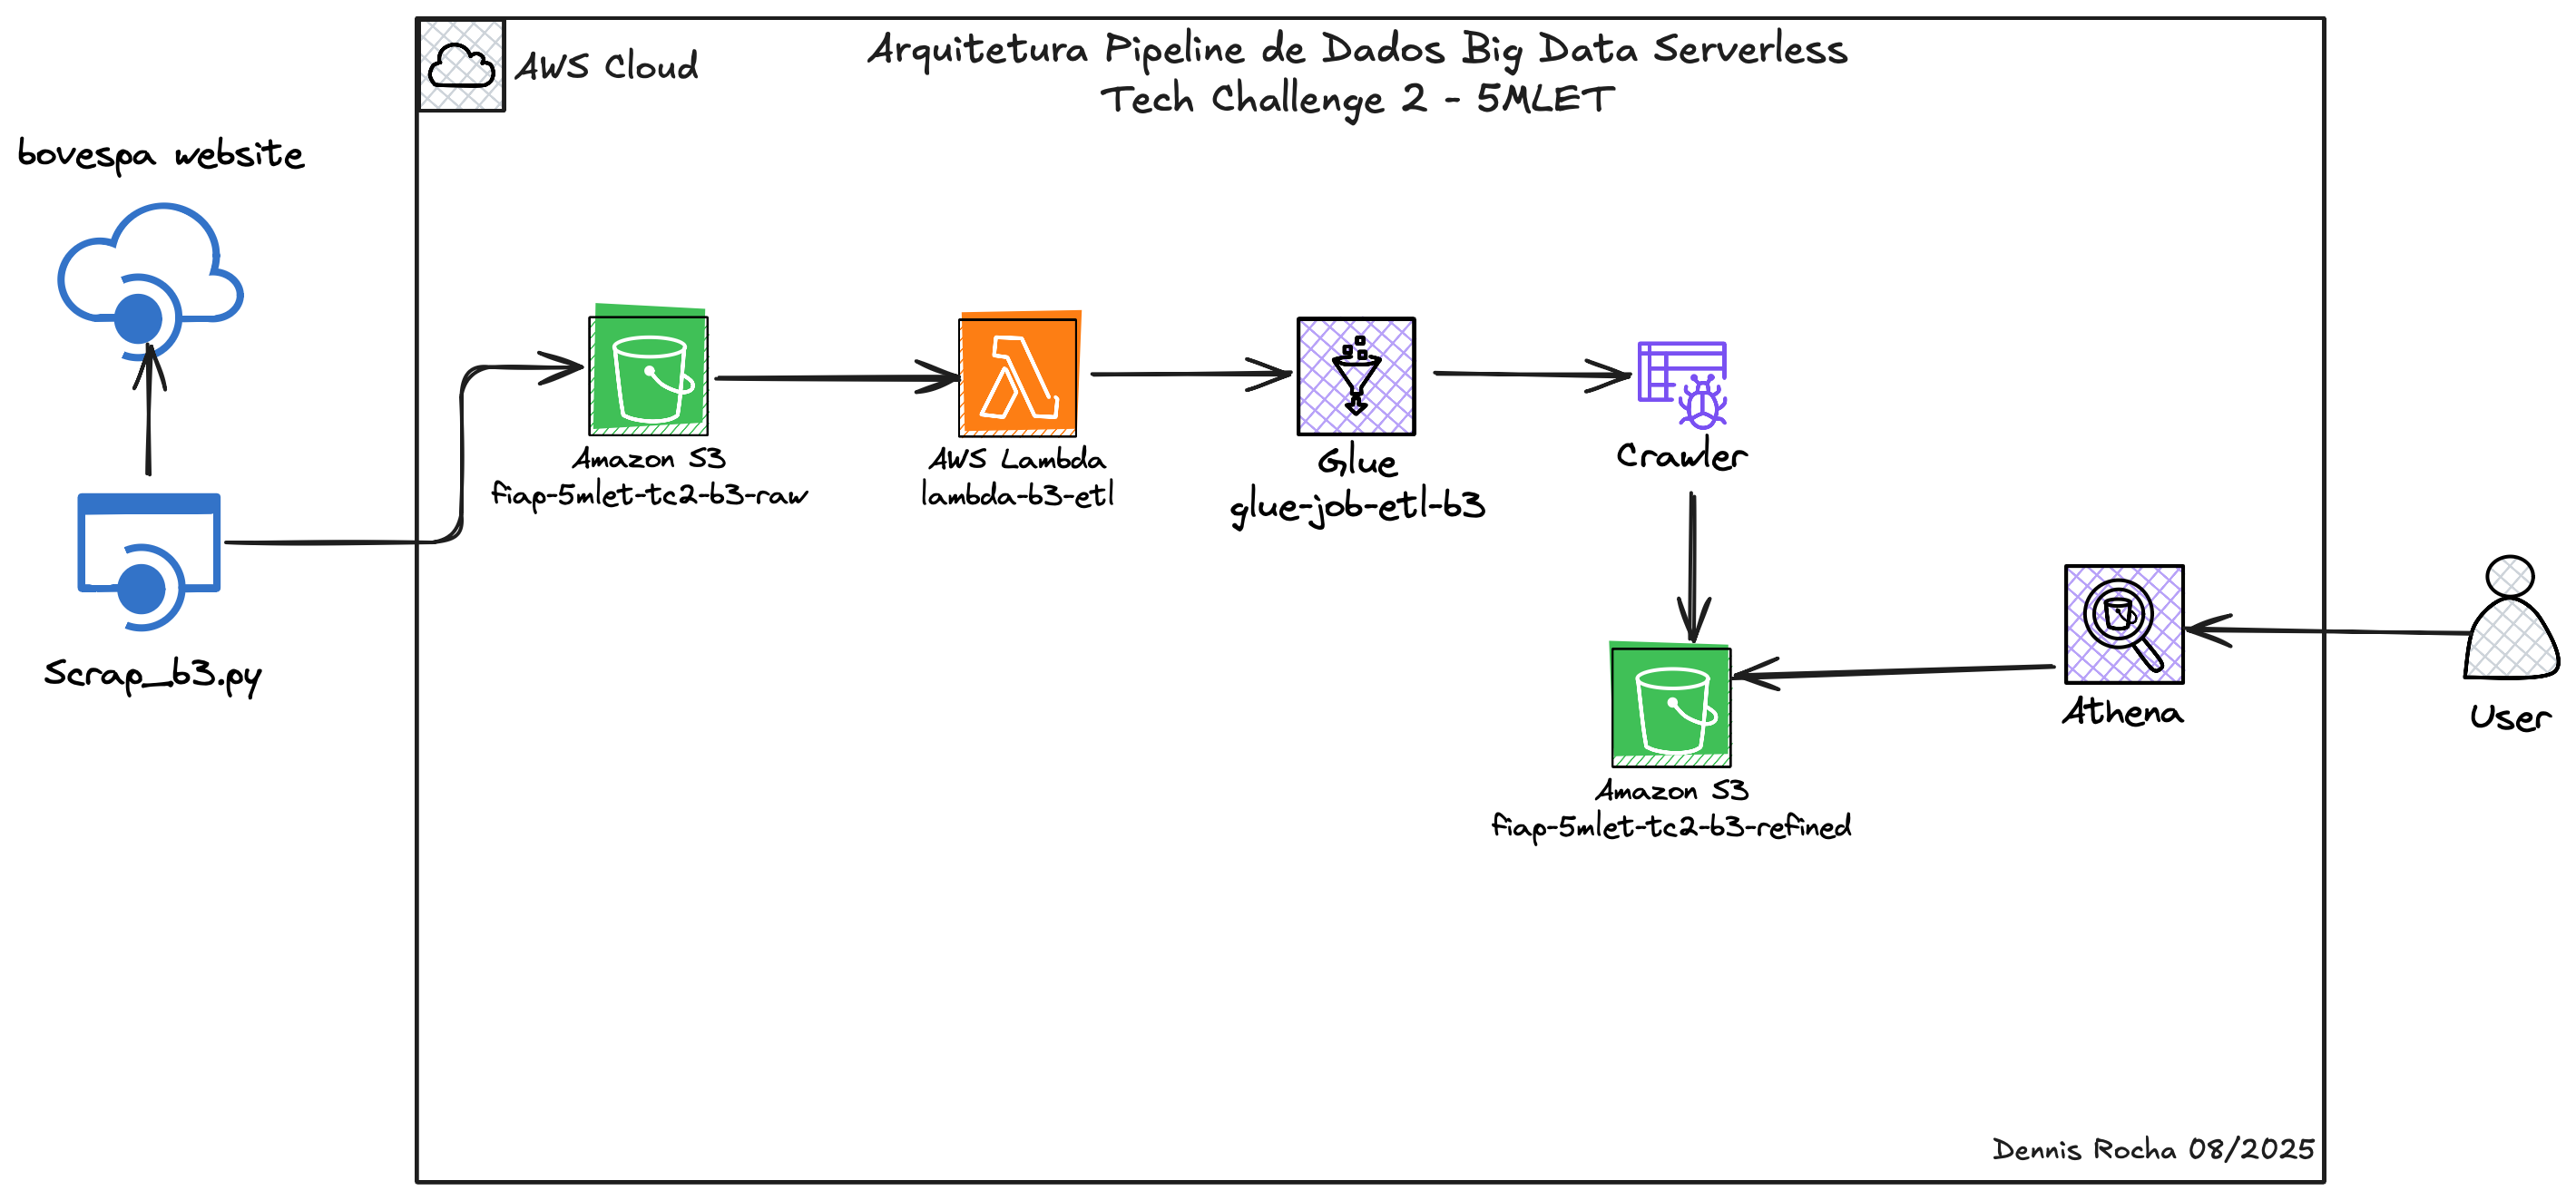 AWS Cloud
Arquitetura Pipeline de Dados Big Data Serverless
Tech Challenge 2 - 5MLET
bovespa website
Scrap_b3.py
Amazon S3
fiap-5mlet-tc2-b3-raw
AWS Lambda
lambda-b3-etl
Glue
glue-job-etl-b3
Crawler
Amazon S3
fiap-5mlet-tc2-b3-refined
Athena
User
Dennis Rocha 08/2025